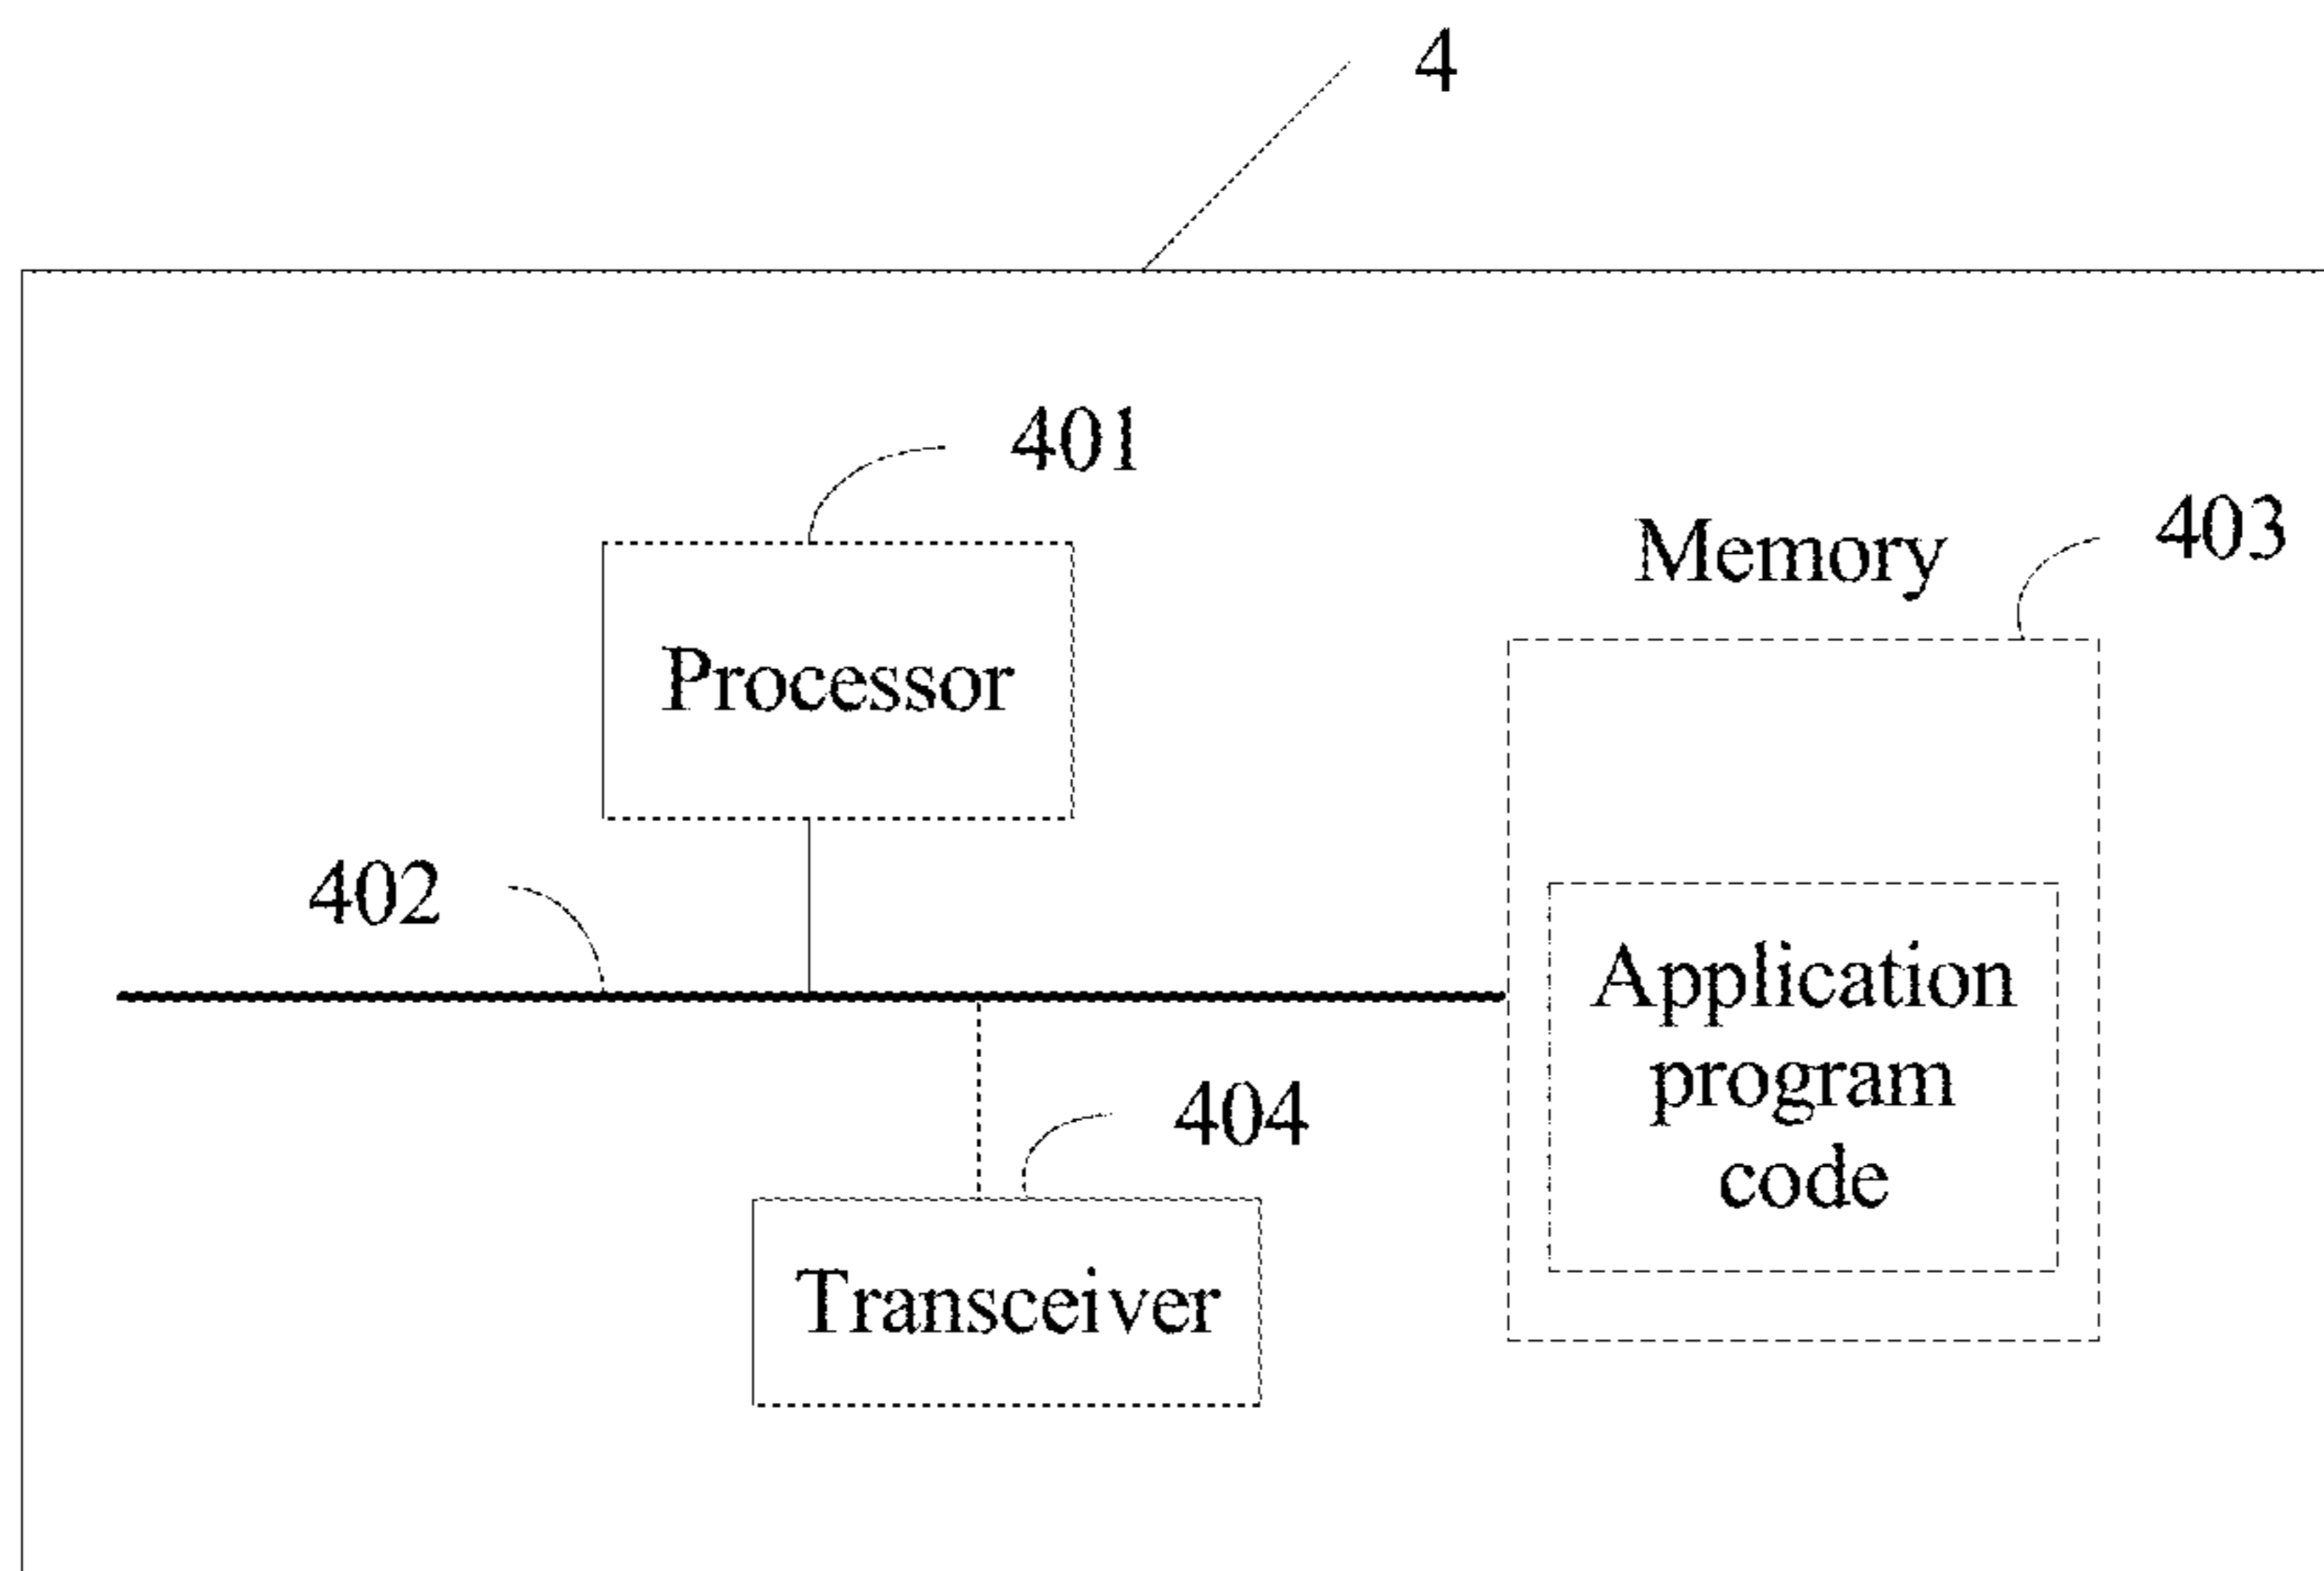 4
401
Memory
403
Processor
402
Application
program
code
404
Transceiver